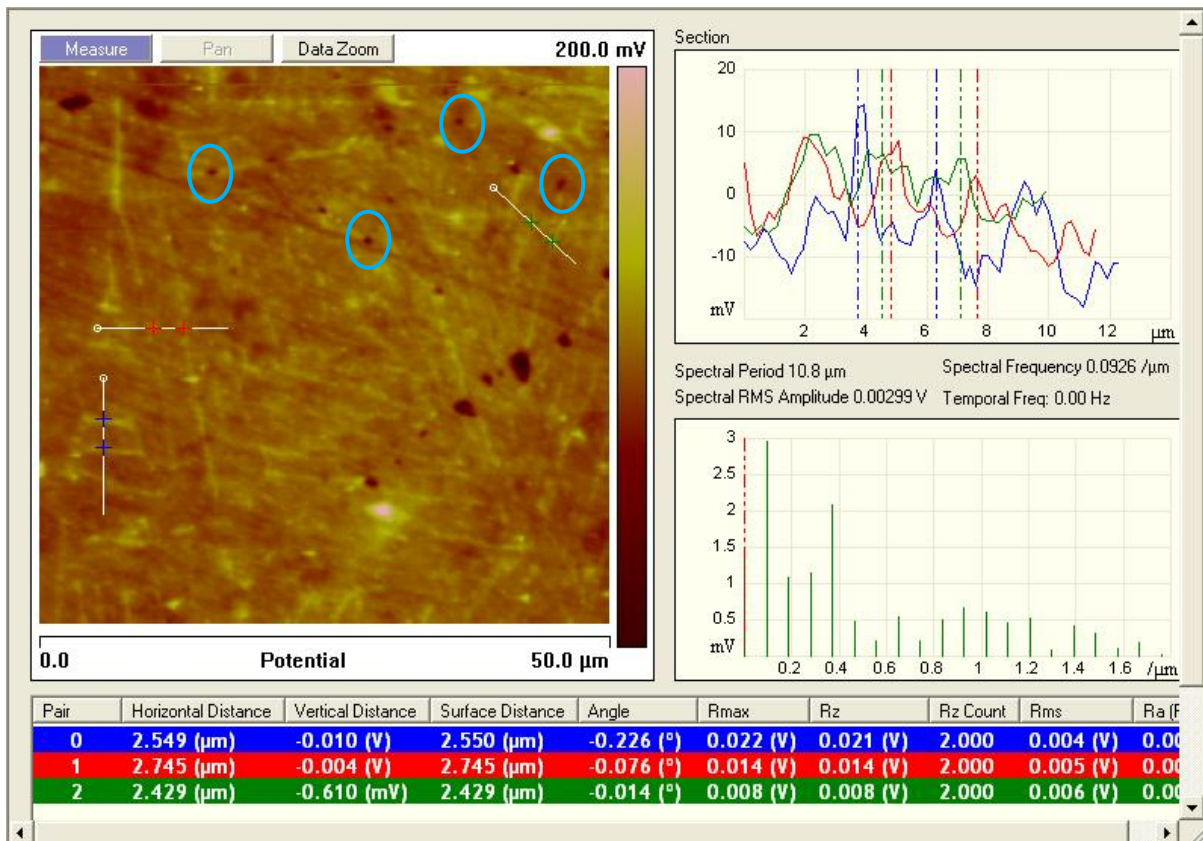 Measure Pan Data Zoom 200.0 mV
0.0 Potential 50.0 µm
Section
20
10
0
-10
mV
2 4 6 8 10 12 µm
Spectral Period 10.8 µm Spectral Frequency 0.0926 /µm
Spectral RMS Amplitude 0.00299 V Temporal Freq: 0.00 Hz
3
2
1.5
1
0.5
mV
0.2 0.4 0.6 0.8 1 1.2 1.4 1.6 /µm
Pair Horizontal Distance Vertical Distance Surface Distance Angle Rmax Rz Rz Count Rms Ra (
0 2.549 (µm) -0.010 (V) 2.550 (µm) -0.226 (°) 0.022 (V) 0.021 (V) 2.000 0.004 (V) 0.00
1 2.745 (µm) -0.004 (V) 2.745 (µm) -0.076 (°) 0.014 (V) 0.014 (V) 2.000 0.005 (V) 0.00
2 2.429 (µm) -0.610 (mV) 2.429 (µm) -0.014 (°) 0.008 (V) 0.008 (V) 2.000 0.006 (V) 0.0